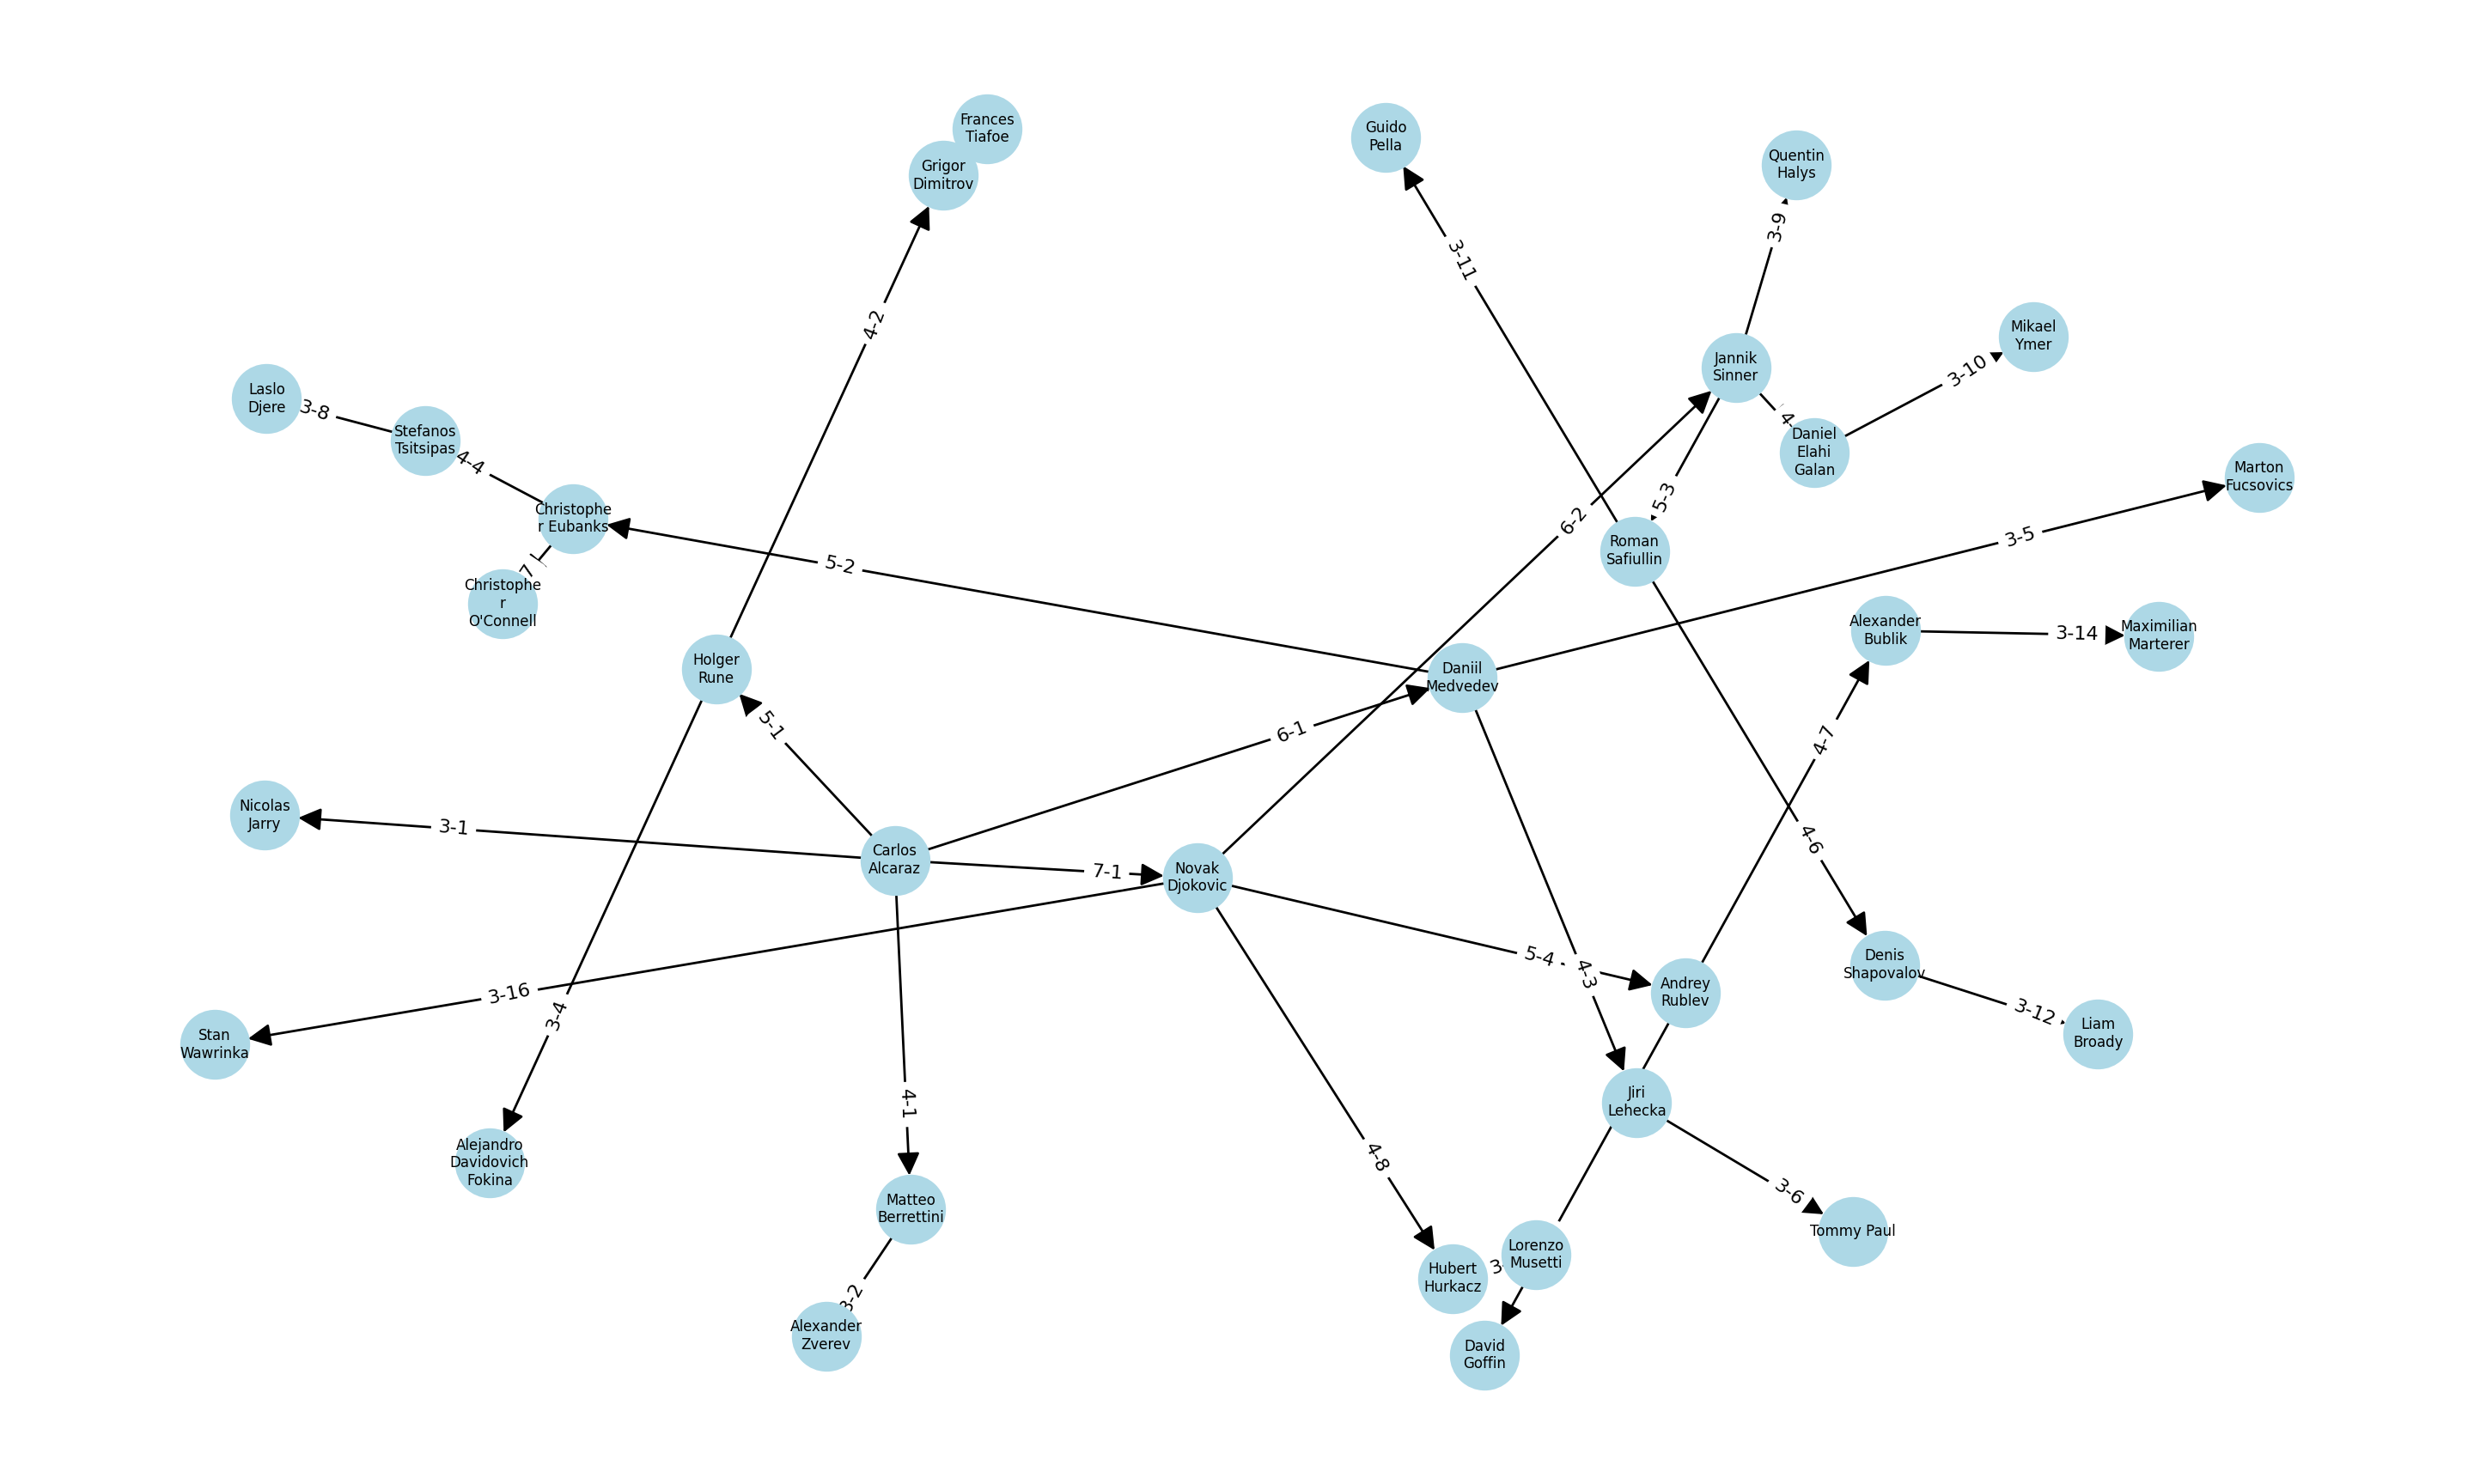 Frances
Tiafoe
Guido
Pella
Grigor
Dimitrov
Quentin
Halys
3-9
3-11
4-2
Mikael
Ymer
Jannik
Sinner
3-10
Laslo
Djere
3-8
Stefanos
Tsitsipas
4-4
Daniel
Elahi
Galan
Marton
Fucsovics
5-3
Christophe
r Eubanks
6-2
3-5
Roman
Safiullin
5-2
Christophe
r
O'Connell
Alexander
Bublik
3-14
Maximilian
Marterer
Holger
Rune
Daniil
Medvedev
5-1
6-1
4-7
Nicolas
Jarry
3-1
4-6
Carlos
Alcaraz
7-1
Novak
Djokovic
5-4
4-3
Denis
Shapovalov
Andrey
Rublev
3-16
3-4
3-12
Liam
Broady
Stan
Wawrinka
4-1
Jiri
Lehecka
Alejandro
Davidovich
Fokina
4-8
3-6
Matteo
Berrettini
Tommy Paul
Lorenzo
Musetti
Hubert
Hurkacz
3-2
Alexander
Zverev
David
Goffin